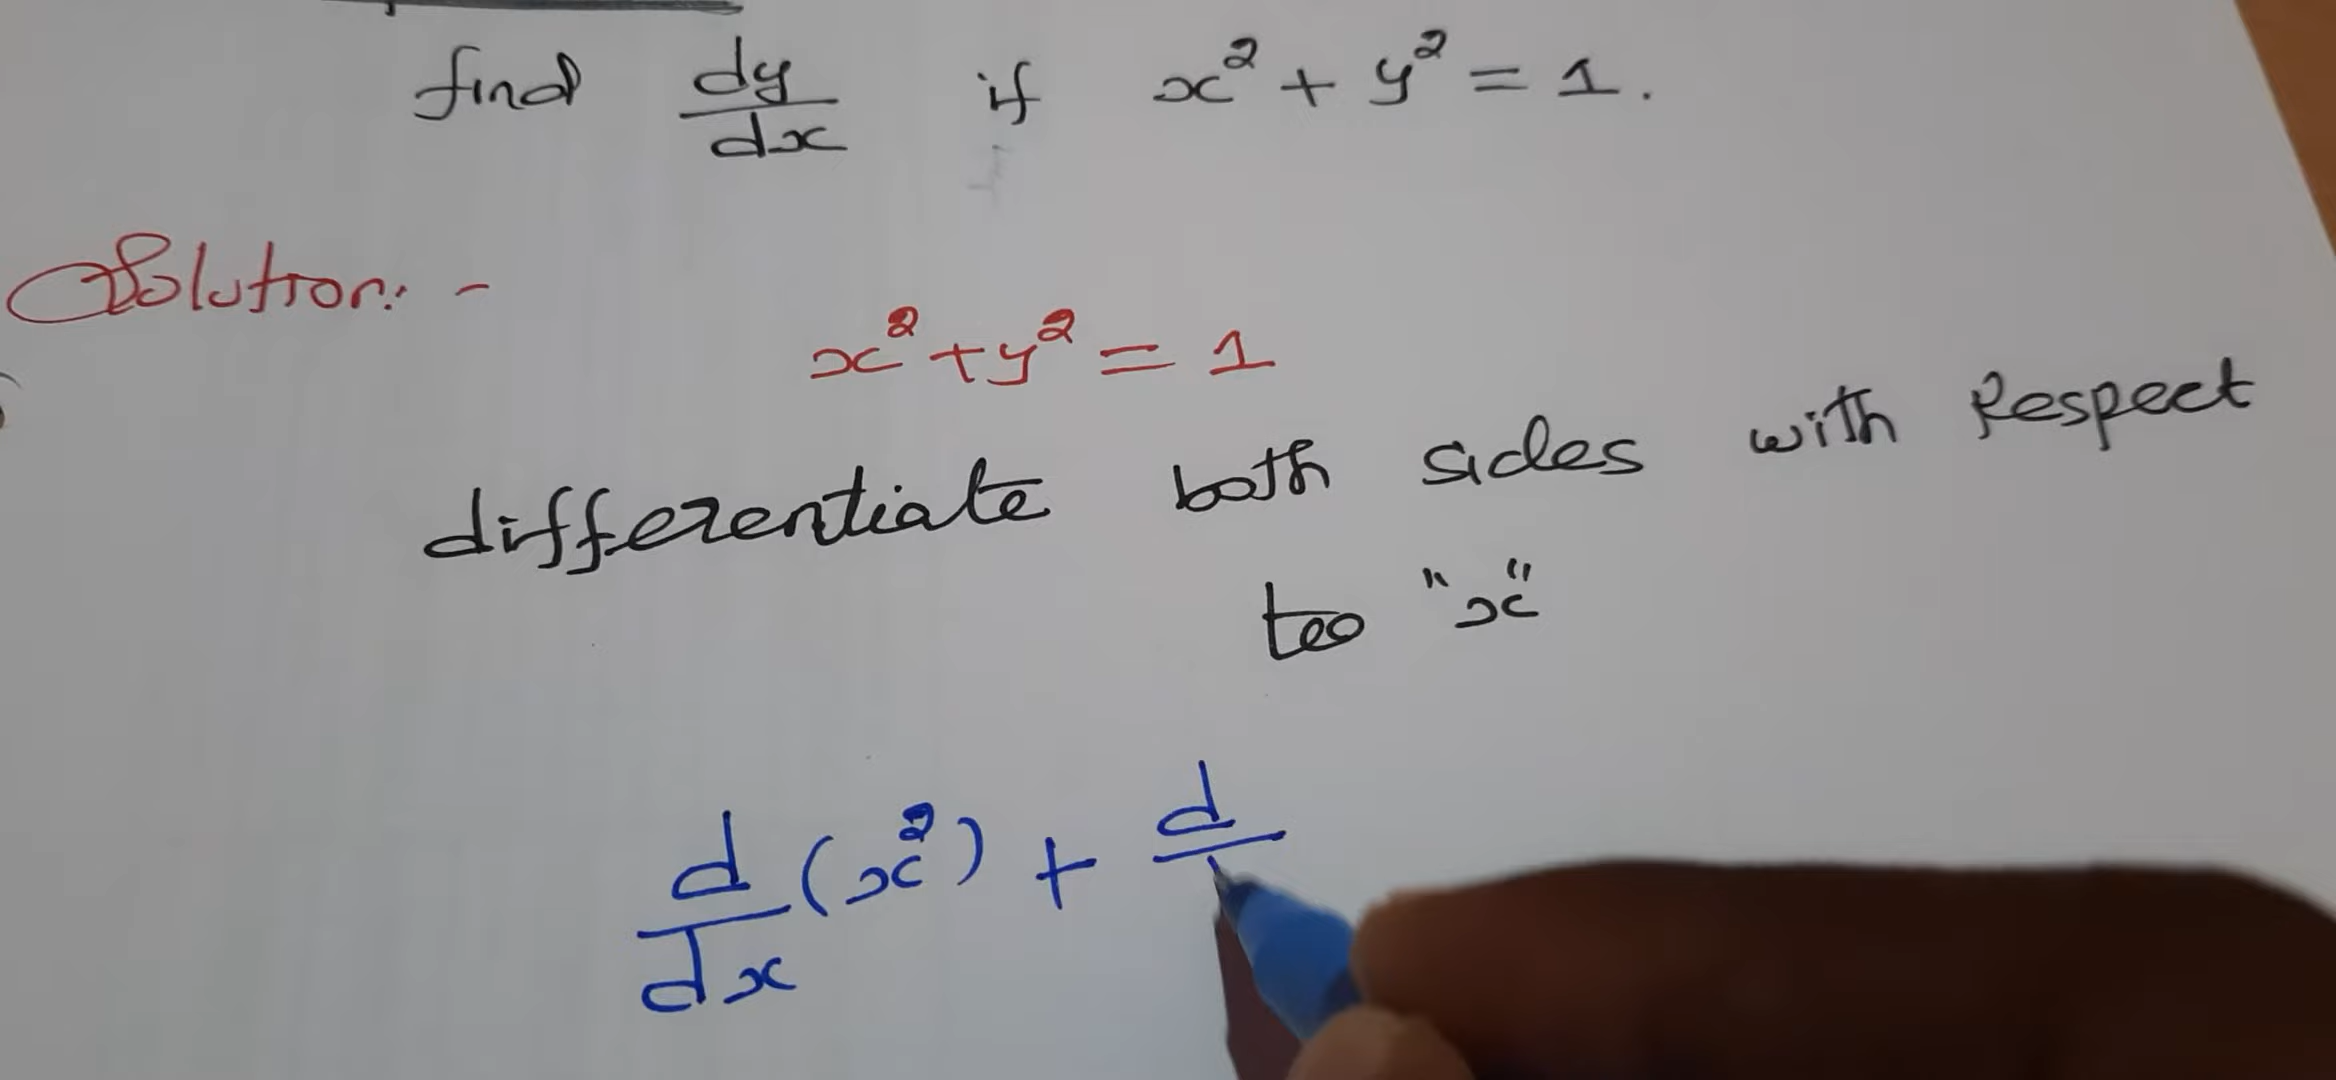 find dy/dx if x² + y² = 1.
Solution:-
x² + y² = 1
differentiate both sides with Respect
too "x"
d/dx (x²) + d/